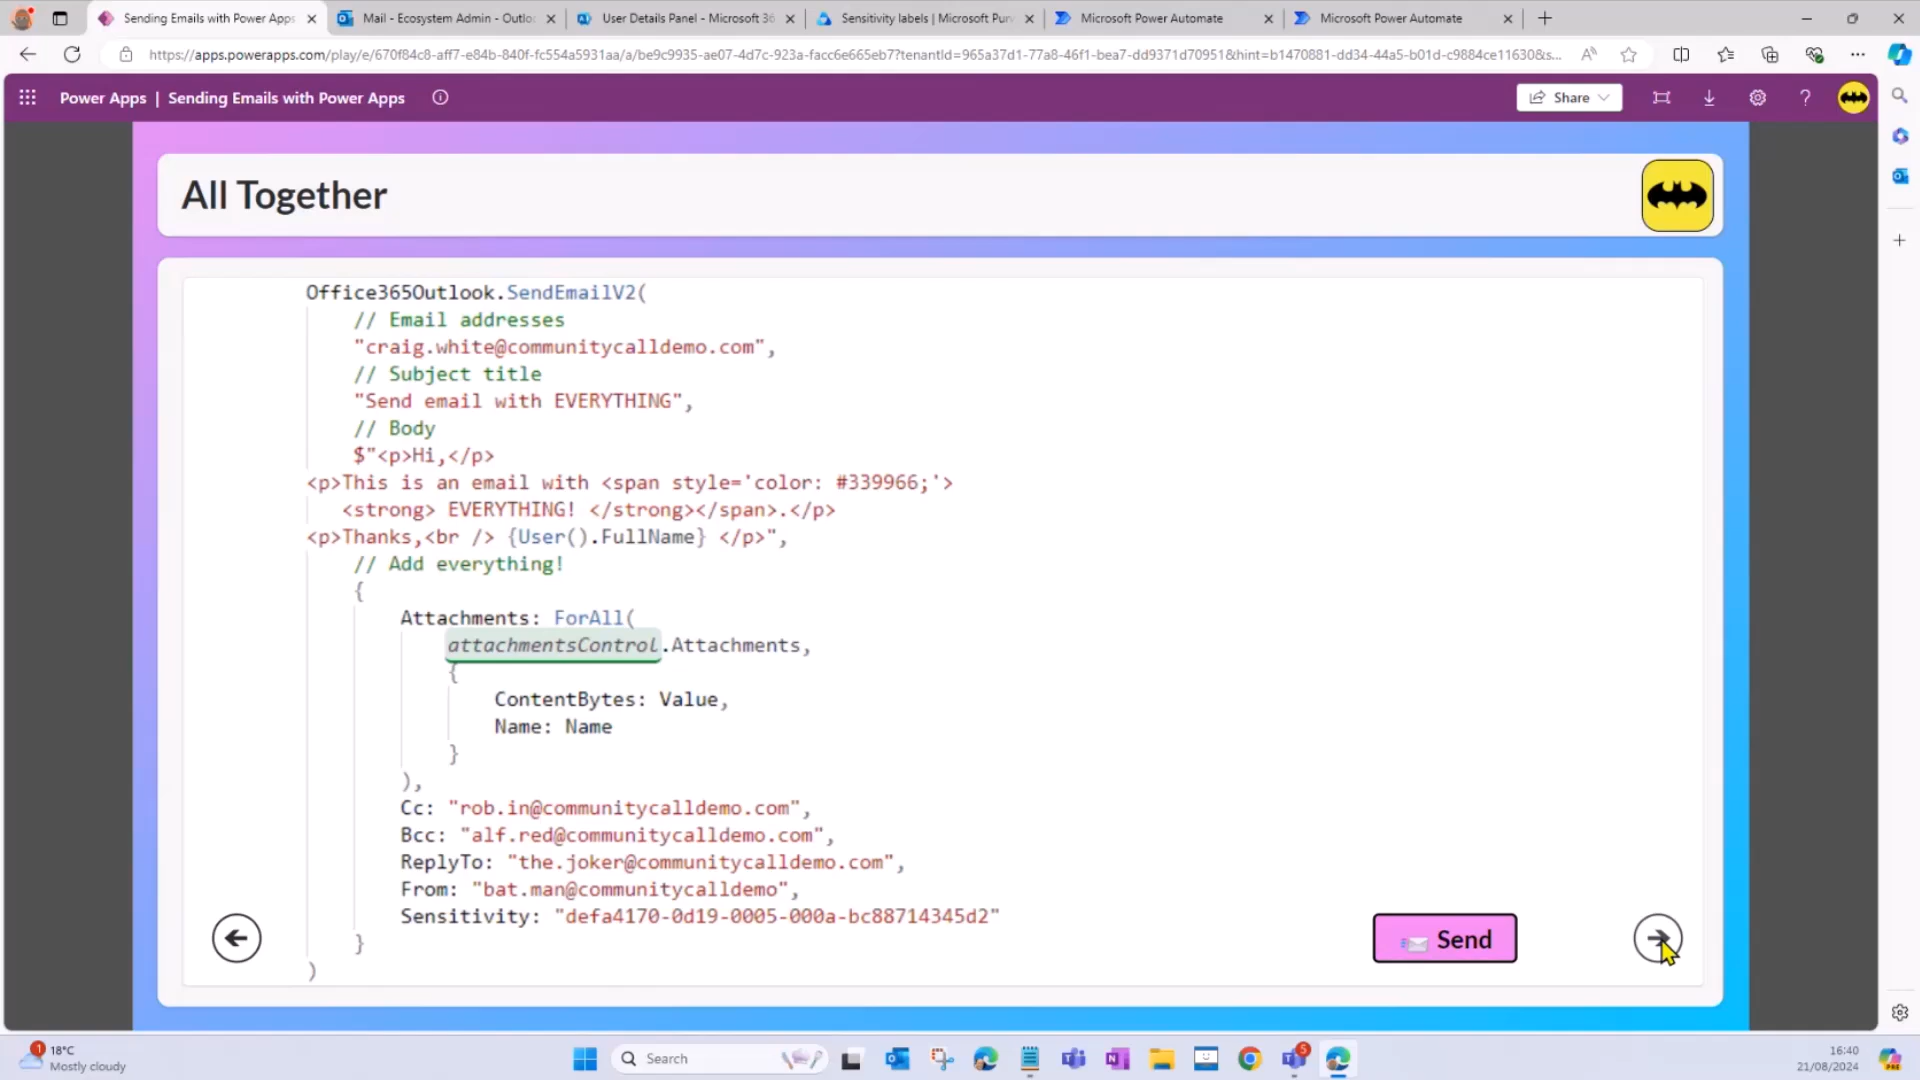 Sending Emails with Power Apps
Mail - Ecosystem Admin - Outlo
User Details Panel - Microsoft 36
Sensitivity labels | Microsoft Purv
Microsoft Power Automate
Microsoft Power Automate
https://apps.powerapps.com/play/e/670f84c8-aff7-e84b-840f-fc554a5931aa/a/be9c9935-ae07-4d7c-923a-facc6e665eb7?tenantId=965a37d1-77a8-46f1-bea7-dd9371d70951&hint=b1470881-dd34-44a5-b01d-c9884ce11630&s...
Power Apps | Sending Emails with Power Apps
Share
All Together
Office365Outlook.SendEmailV2(
// Email addresses
"craig.white@communitycalldemo.com",
// Subject title
"Send email with EVERYTHING",
// Body
$"<p>Hi,</p>
<p>This is an email with <span style='color: #339966;'>
<strong> EVERYTHING! </strong></span>.</p>
<p>Thanks,<br /> {User().FullName} </p>",
// Add everything!
{
Attachments: ForAll(
attachmentsControl.Attachments,
{
ContentBytes: Value,
Name: Name
}
),
Cc: "rob.in@communitycalldemo.com",
Bcc: "alf.red@communitycalldemo.com",
ReplyTo: "the.joker@communitycalldemo.com",
From: "bat.man@communitycalldemo",
Sensitivity: "defa4170-0d19-0005-000a-bc88714345d2"
}
)
Send
1
18°C
Mostly cloudy
Search
5
16:40
21/08/2024
PRE